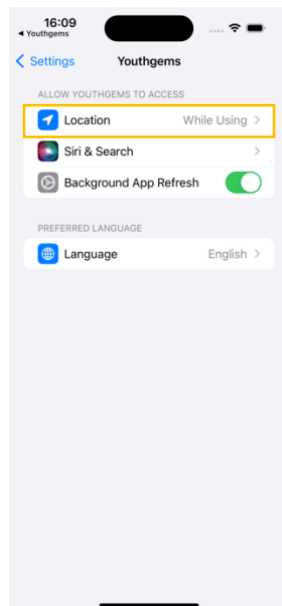 16:09
◀ Youthgems
Settings Youthgems
ALLOW YOUTHGEMS TO ACCESS
Location While Using
Siri & Search
Background App Refresh
PREFERRED LANGUAGE
Language English